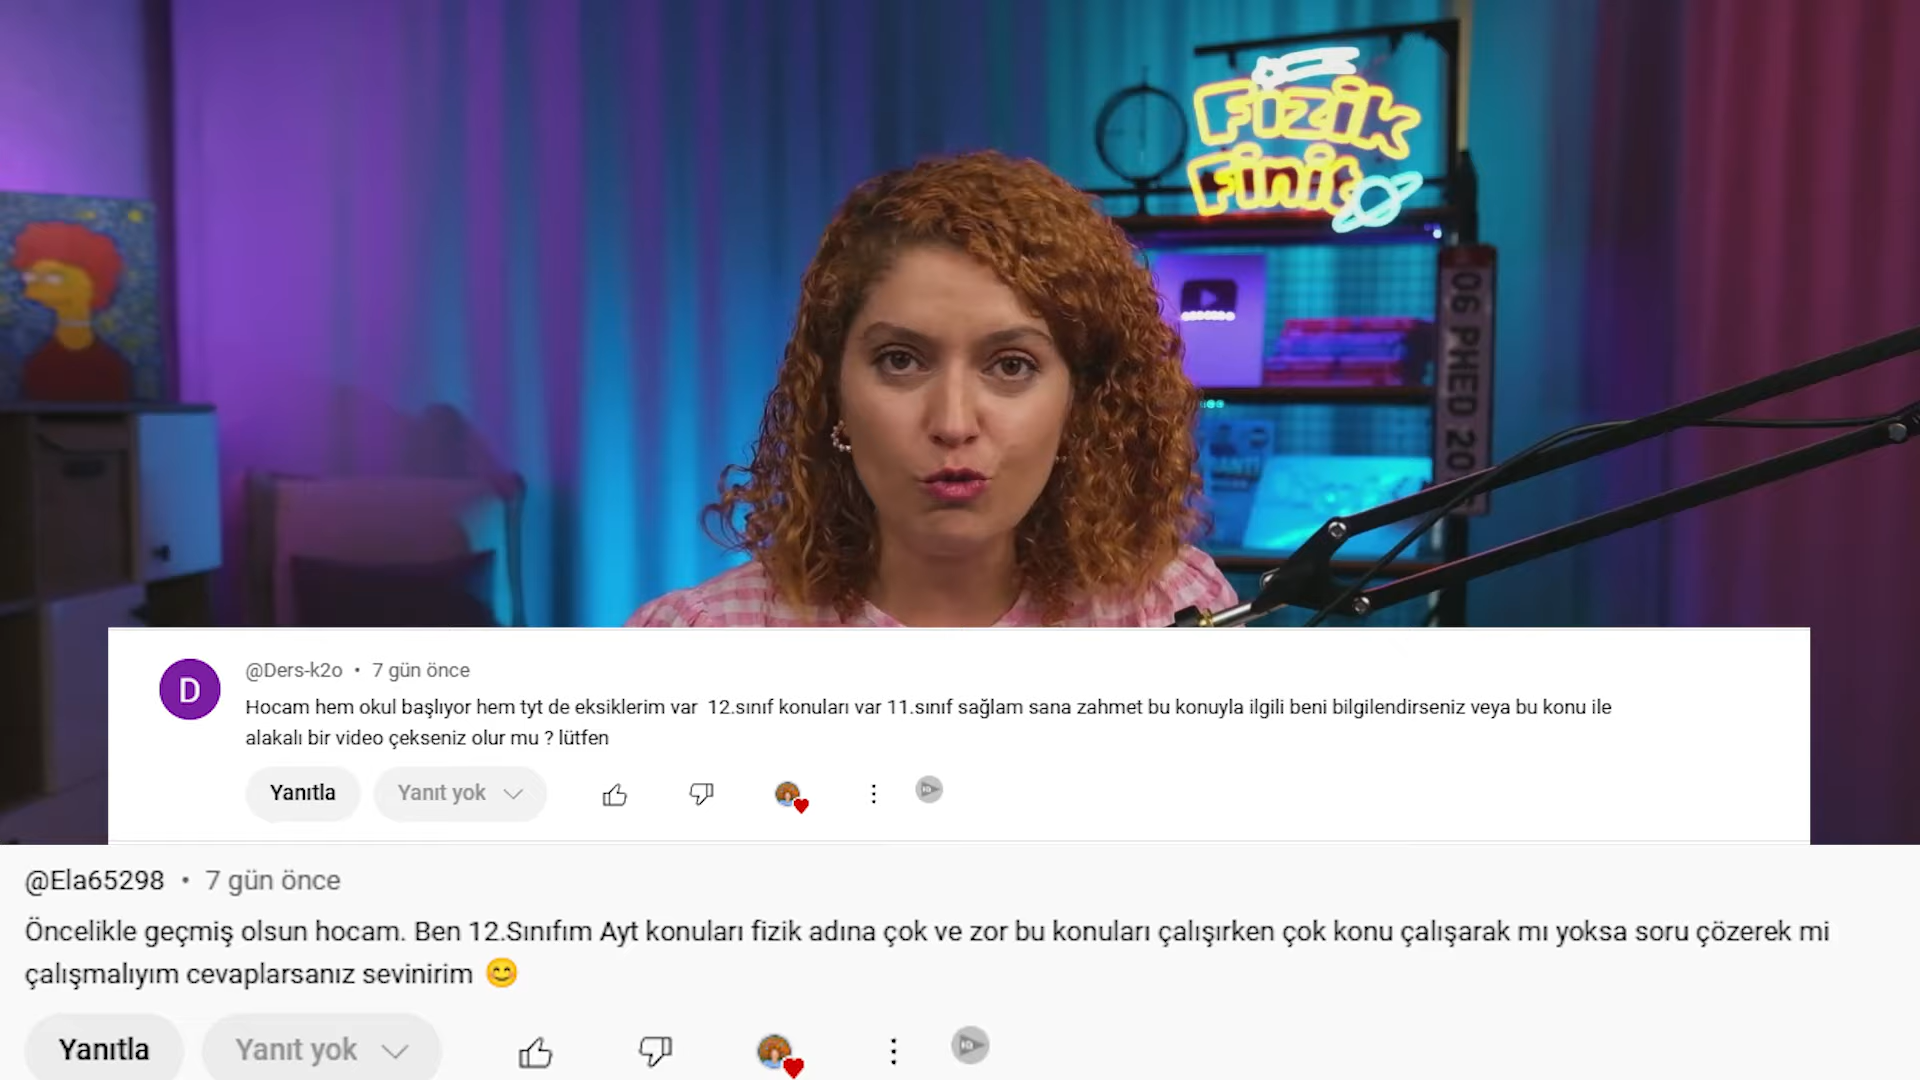 Fizik
Finito
06 PHED 20
@Ders-k2o • 7 gün önce
Hocam hem okul başlıyor hem tyt de eksiklerim var 12.sınıf konuları var 11.sınıf sağlam sana zahmet bu konuyla ilgili beni bilgilendirseniz veya bu konu ile
alakalı bir video çekseniz olur mu ? lütfen
D
Yanıtla
Yanıt yok
@Ela65298 • 7 gün önce
Öncelikle geçmiş olsun hocam. Ben 12.Sınıfım Ayt konuları fizik adına çok ve zor bu konuları çalışırken çok konu çalışarak mı yoksa soru çözerek mi
çalışmalıyım cevaplarsanız sevinirim 😊
Yanıtla
Yanıt yok